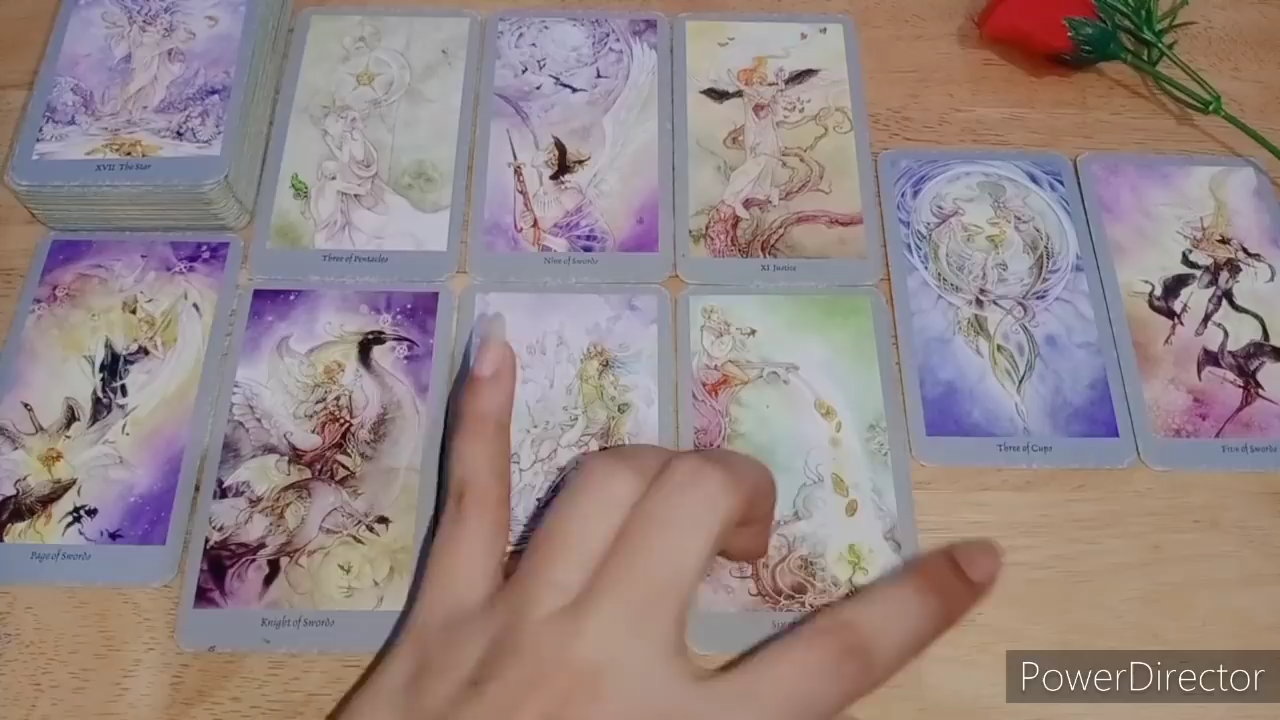 XVII The Star
Three of Pentacles
Nine of Swords
XI Justice
Three of Cups
Five of Swords
Page of Swords
Knight of Swords
PowerDirector